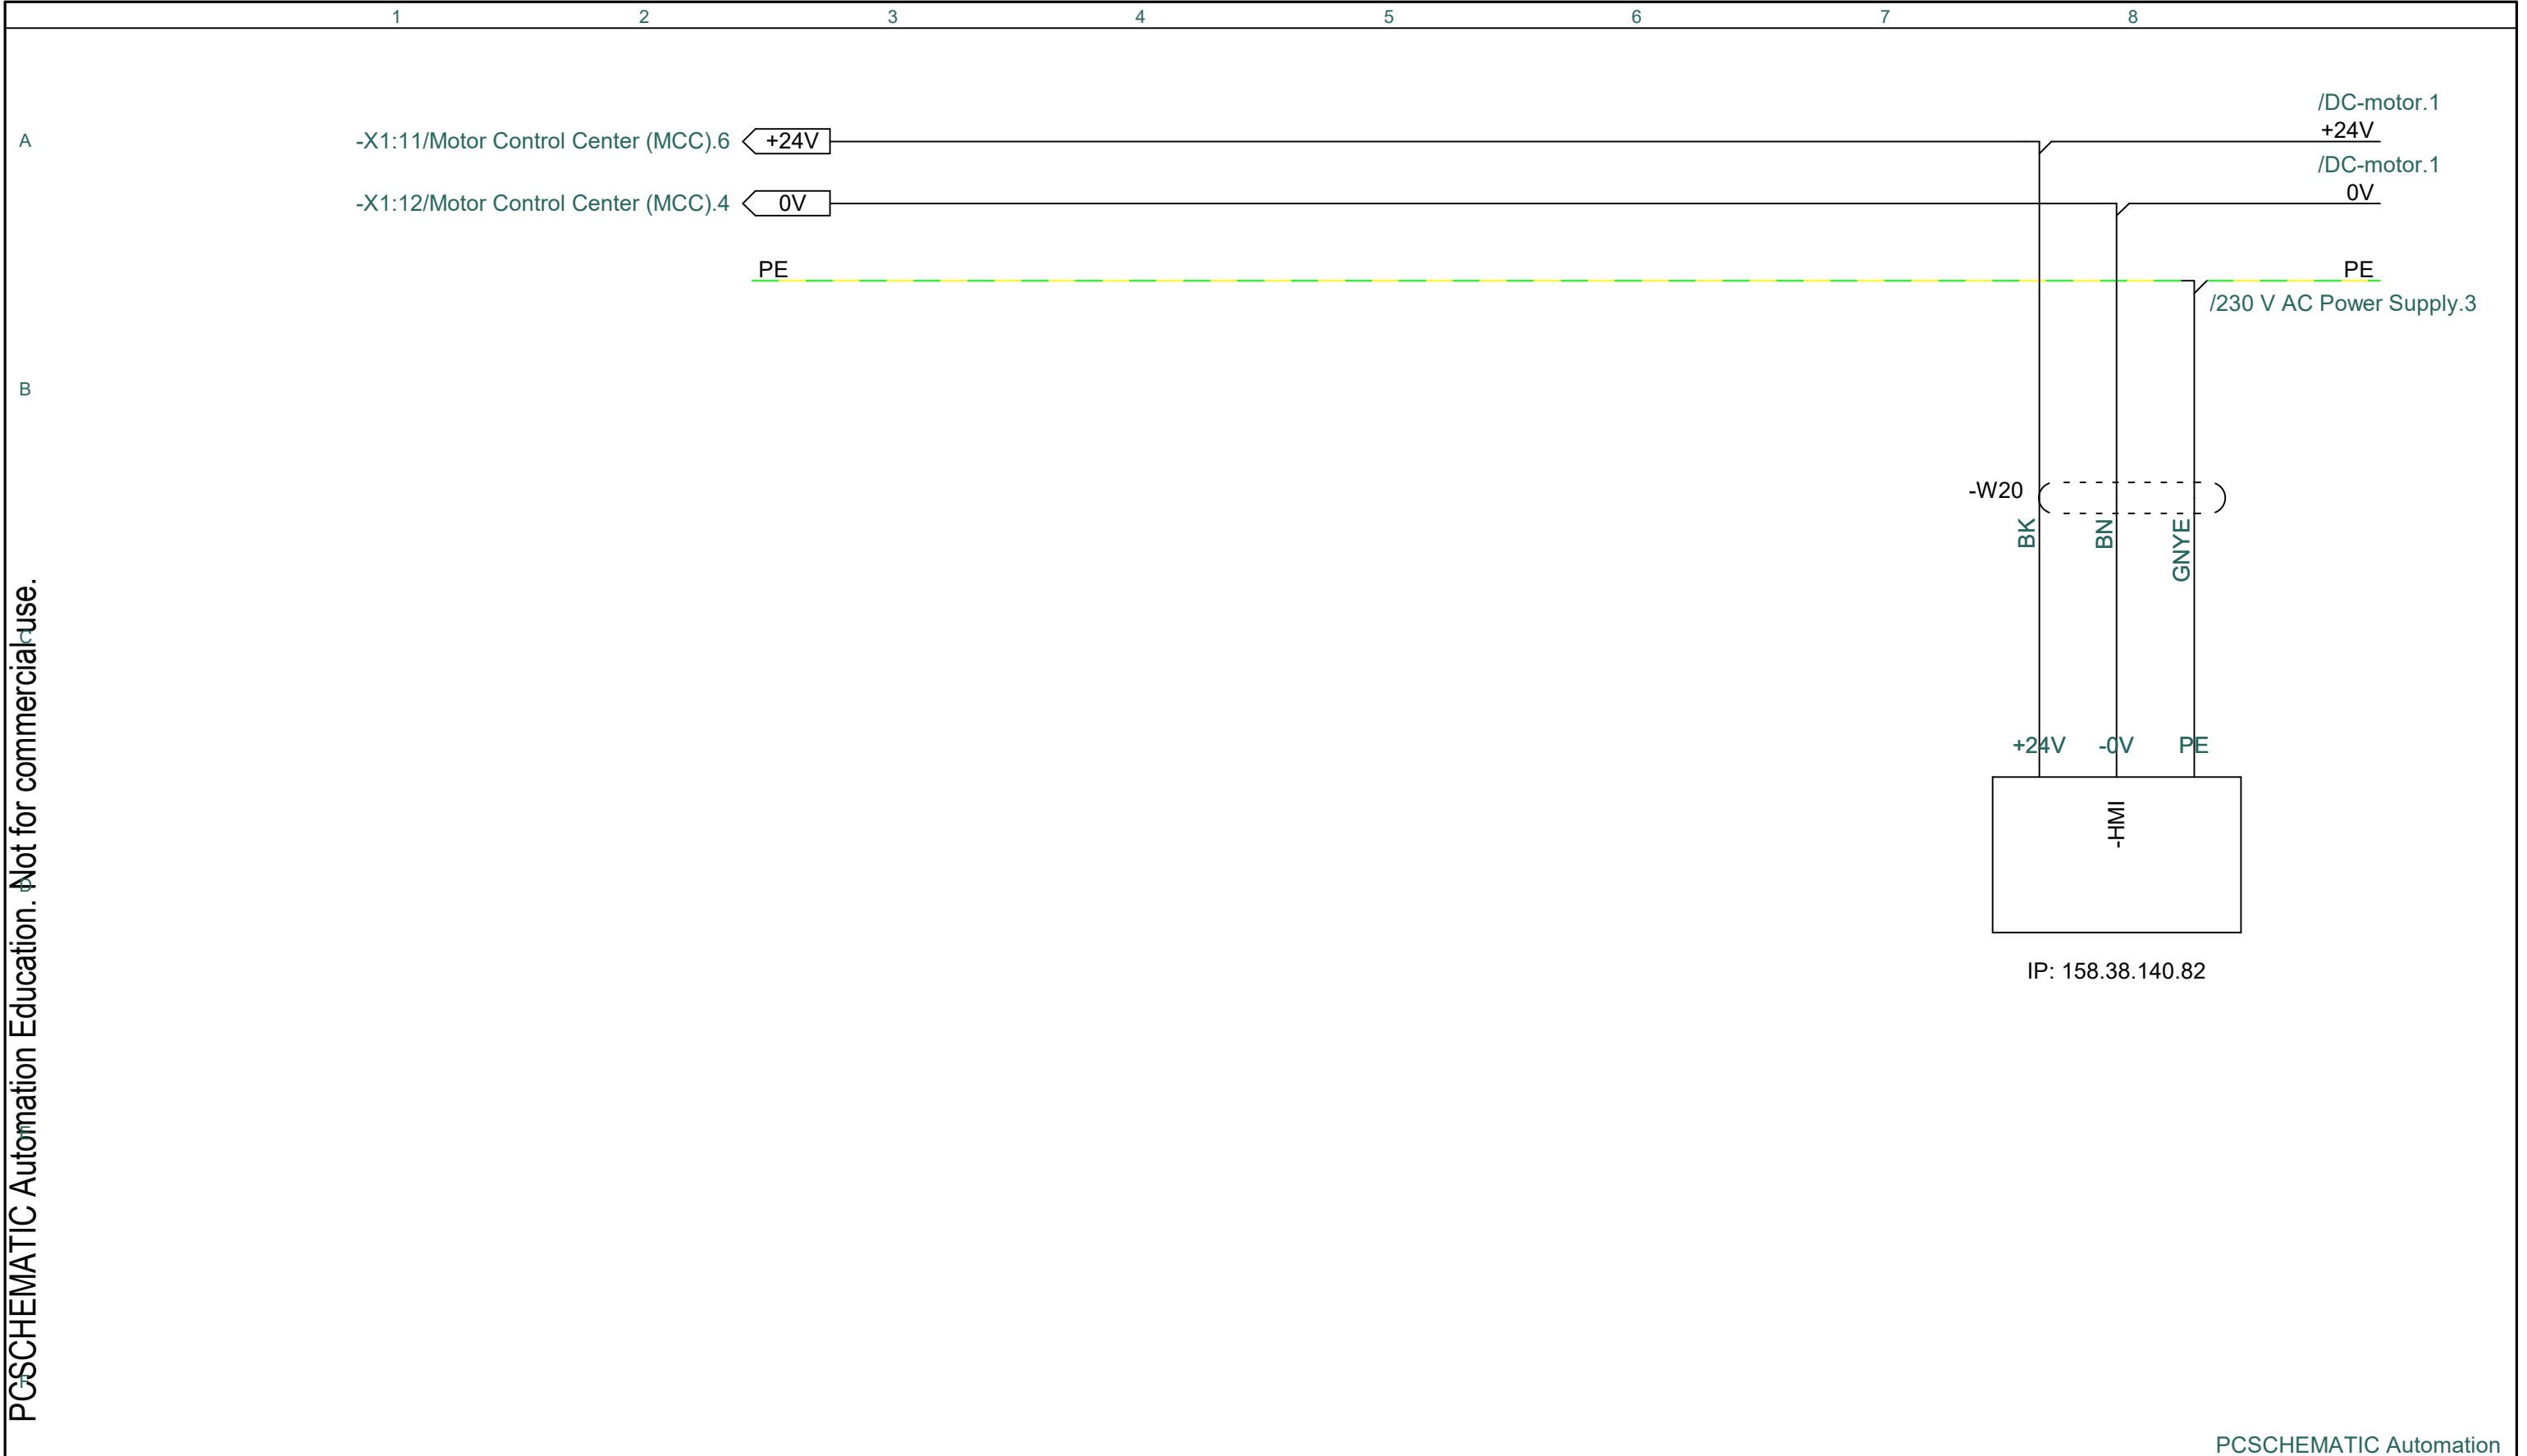 1 2 3 4 5 6 7 8
/DC-motor.1
A
-X1:11/Motor Control Center (MCC).6
+24V
+24V
/DC-motor.1
-X1:12/Motor Control Center (MCC).4
0V
0V
PE
PE
/230 V AC Power Supply.3
B
-W20
BK
BN
GNYE
C
+24V
-0V
PE
-HMI
D
IP: 158.38.140.82
E
F
PCSCHEMATIC Automation Education. Not for commercial use.
PCSCHEMATIC Automation